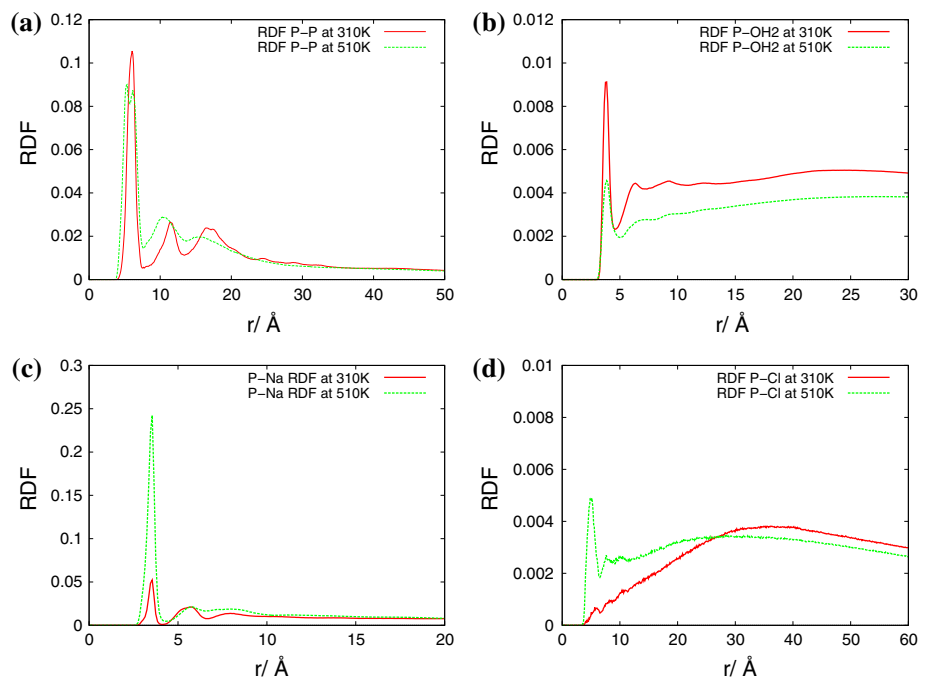 (a)
RDF
0.12
0.1
0.08
0.06
0.04
0.02
0
RDF P-P at 310K
RDF P-P at 510K
0 10 20 30 40 50
r/ Å
(b)
RDF
0.012
0.01
0.008
0.006
0.004
0.002
0
RDF P-OH2 at 310K
RDF P-OH2 at 510K
0 5 10 15 20 25 30
r/ Å
(c)
RDF
0.3
0.25
0.2
0.15
0.1
0.05
0
P-Na RDF at 310K
P-Na RDF at 510K
0 5 10 15 20
r/ Å
(d)
RDF
0.01
0.008
0.006
0.004
0.002
0
RDF P-Cl at 310K
RDF P-Cl at 510K
0 10 20 30 40 50 60
r/ Å